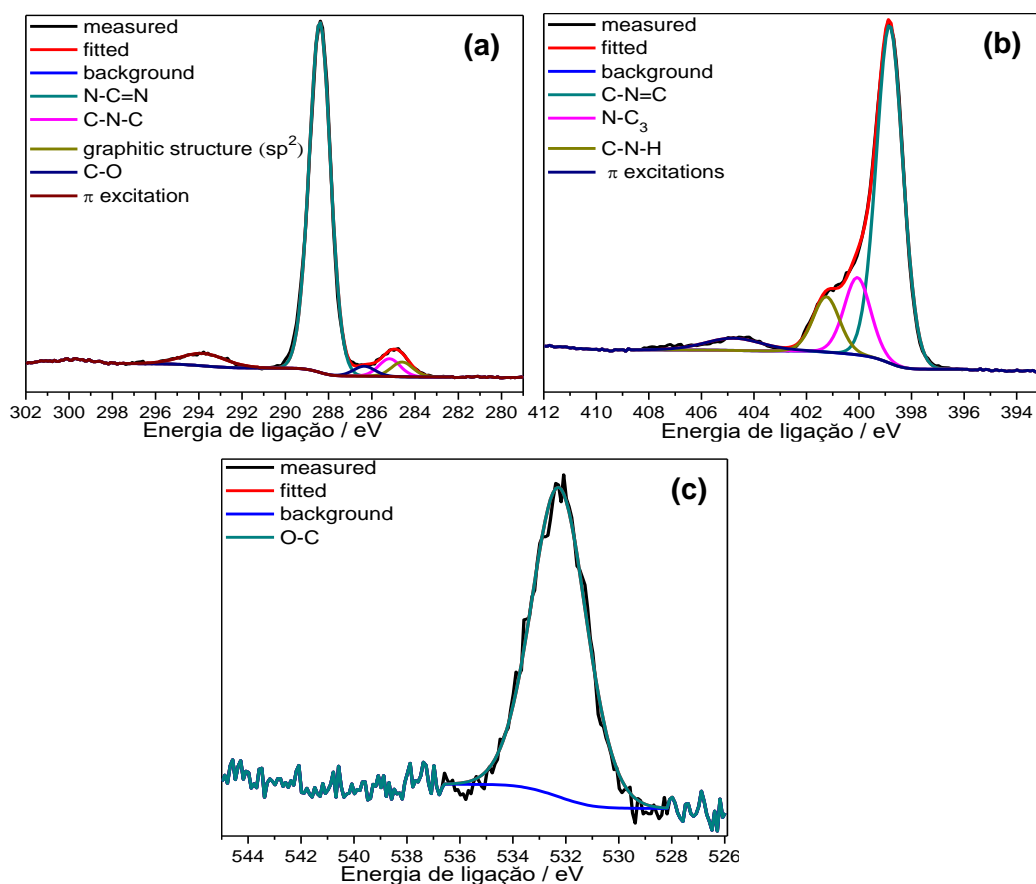 measured
fitted
background
N-C=N
C-N-C
graphitic structure (sp²)
C-O
π excitation
(a)
302 300 298 296 294 292 290 288 286 284 282 280
Energia de ligação / eV
measured
fitted
background
C-N=C
N-C₃
C-N-H
π excitations
(b)
412 410 408 406 404 402 400 398 396 394
Energia de ligação / eV
measured
fitted
background
O-C
(c)
544 542 540 538 536 534 532 530 528 526
Energia de ligação / eV